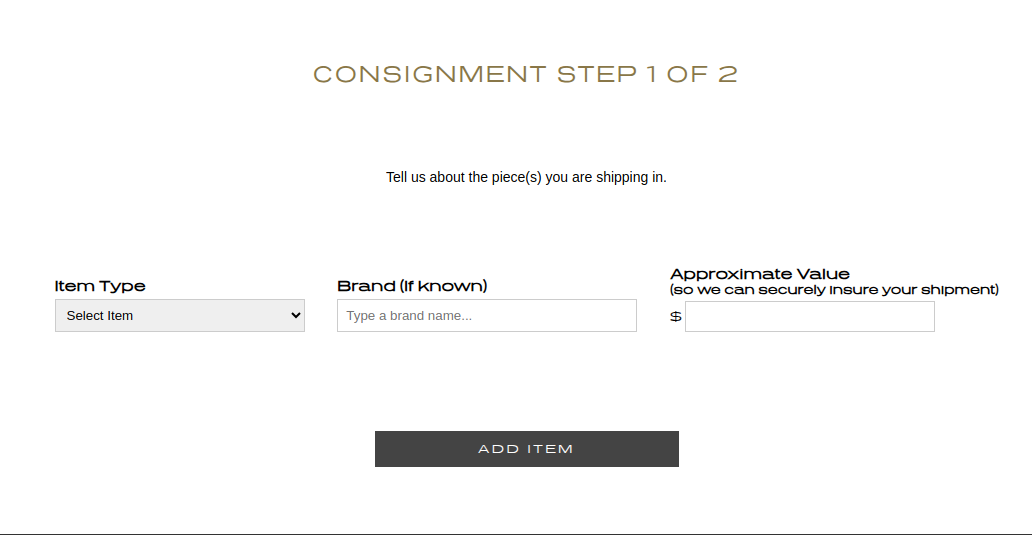 CONSIGNMENT STEP 1 OF 2
Tell us about the piece(s) you are shipping in.
Item Type
Select Item
Brand (if known)
Type a brand name...
Approximate Value
(so we can securely insure your shipment)
$
ADD ITEM